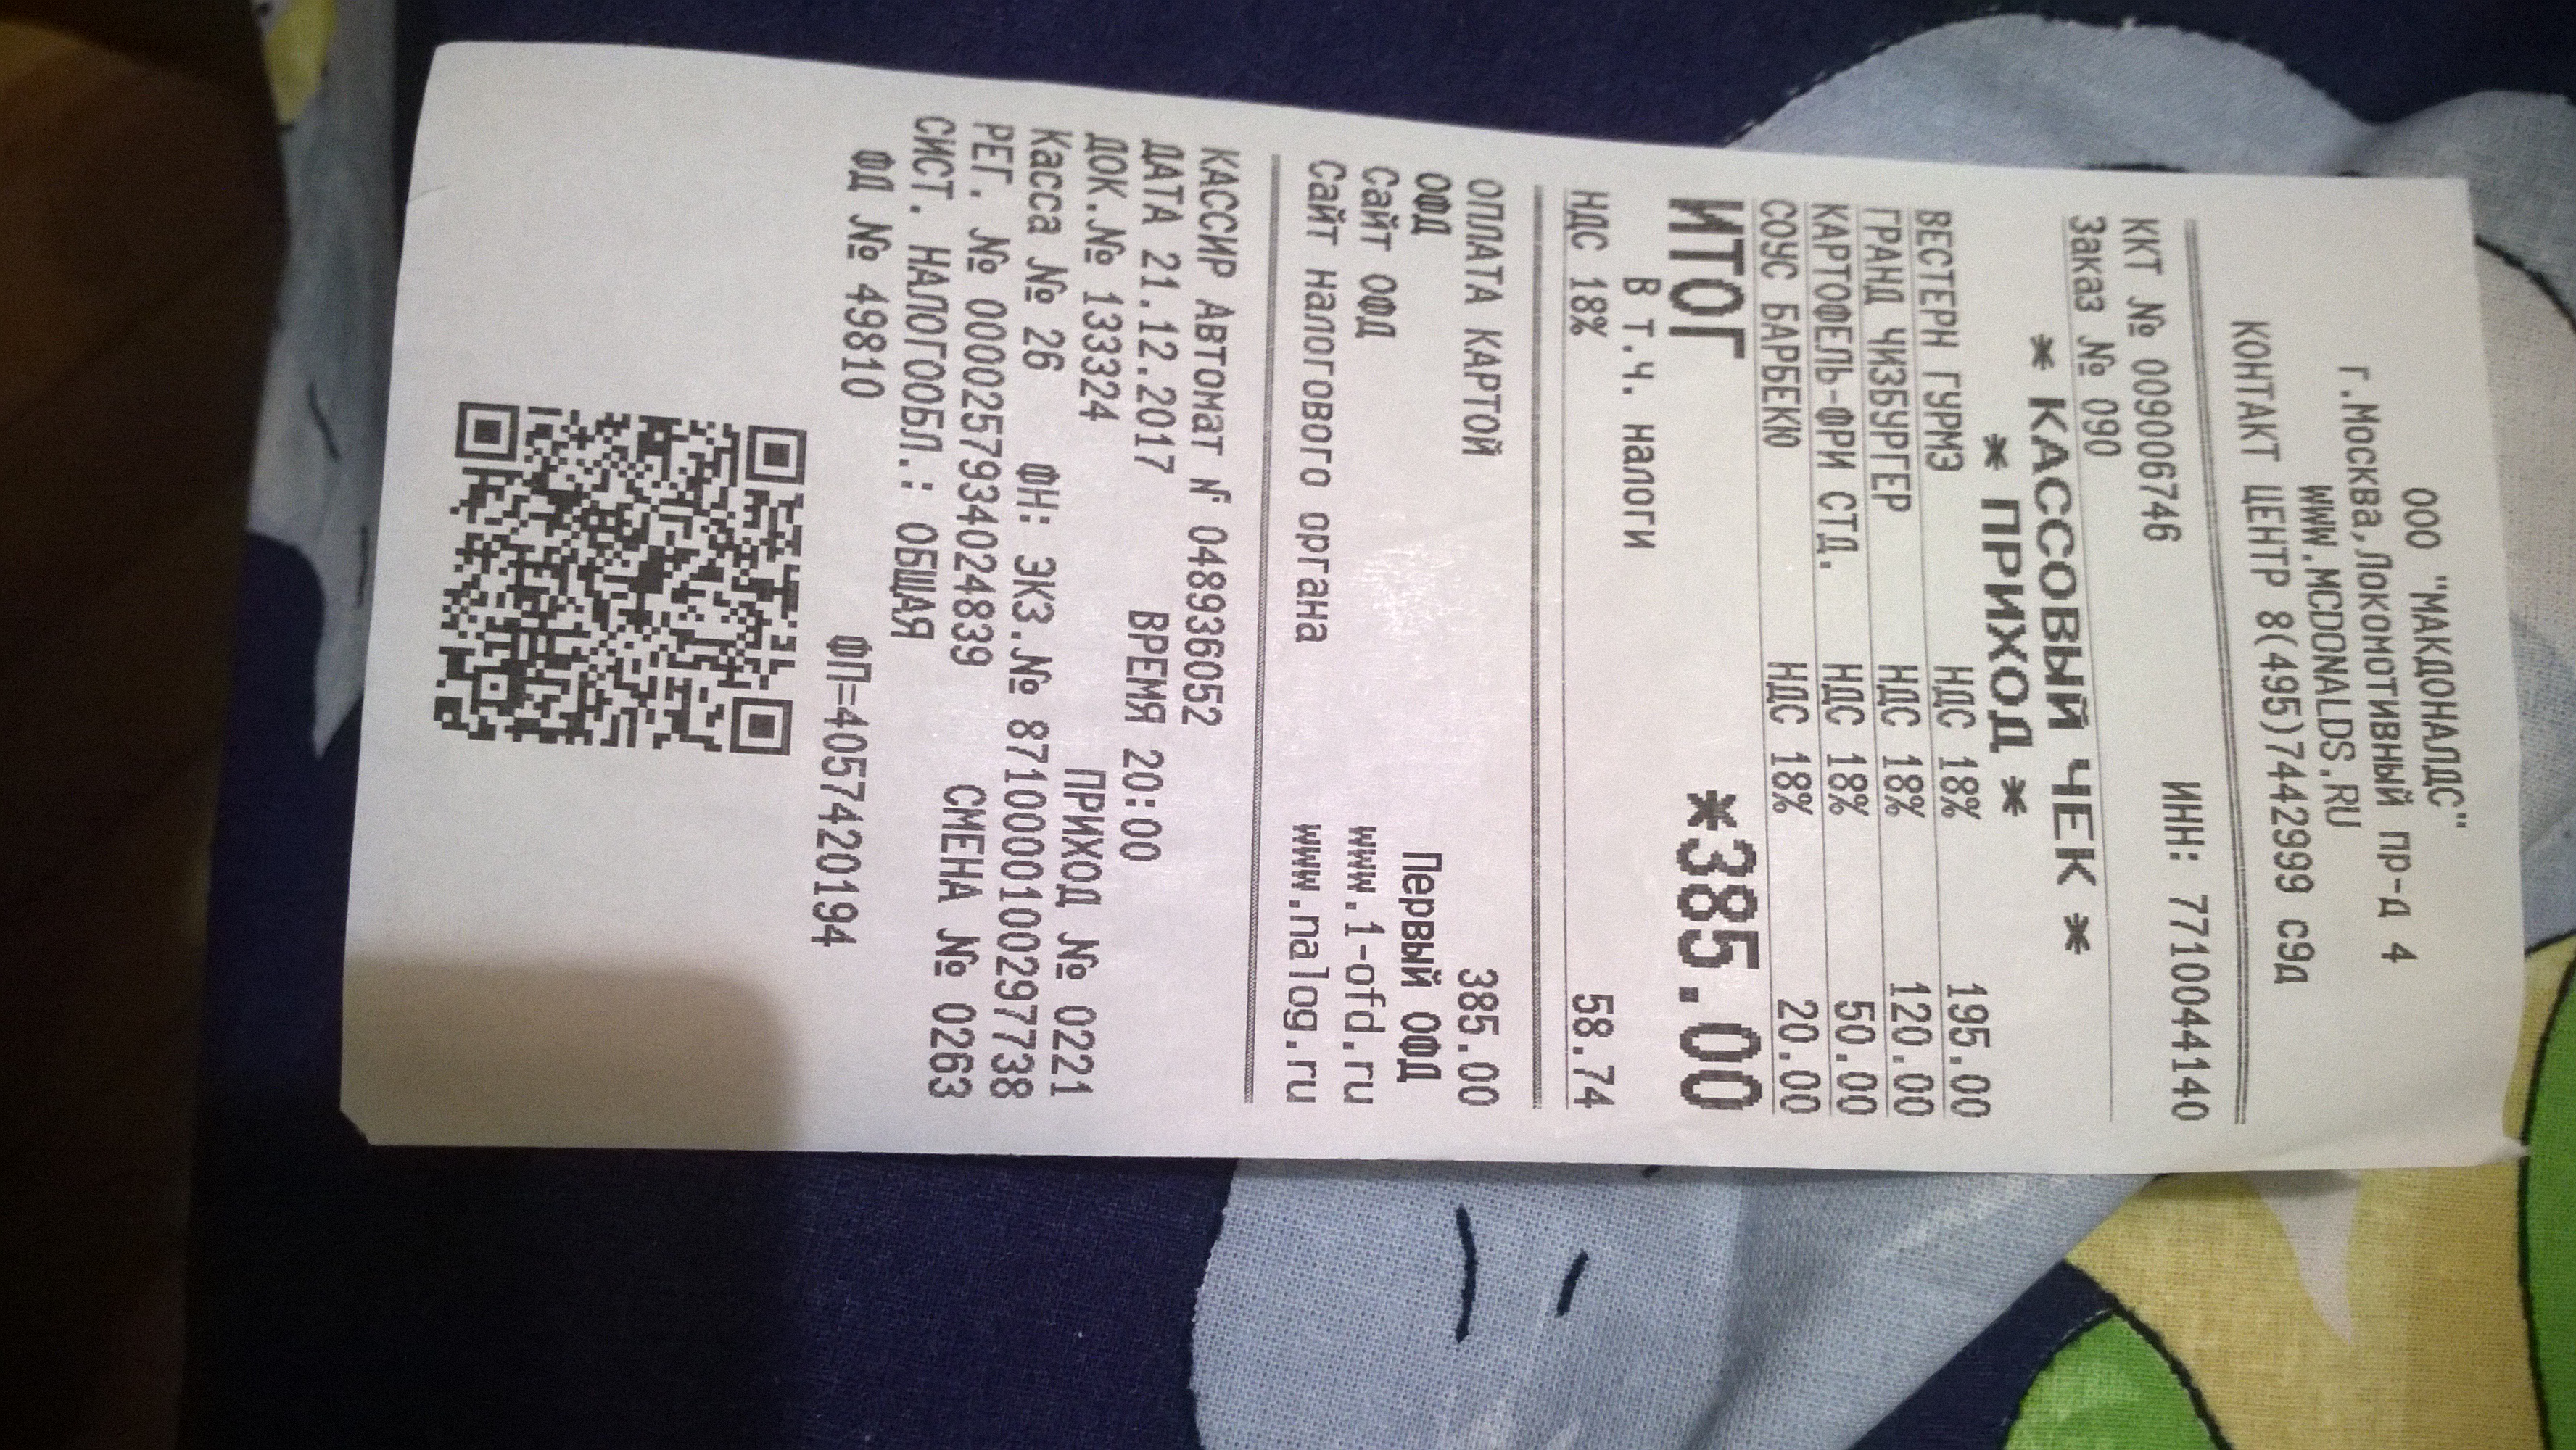 ООО "МАКДОНАЛДС"
г.Москва,Локомотивный пр-д 4
WWW.MCDONALDS.RU
КОНТАКТ ЦЕНТР 8(495)7442999 с9д
ККТ № 0090006746 ИНН: 7710044140
Заказ № 090
* КАССОВЫЙ ЧЕК *
* ПРИХОД *
ВЕСТЕРН ГУРМЭ НДС 18% 195.00
ГРАНД ЧИЗБУРГЕР НДС 18% 120.00
КАРТОФЕЛЬ-ФРИ СТД. НДС 18% 50.00
СОУС БАРБЕКЮ НДС 18% 20.00
ИТОГ *385.00
В т.ч. налоги
НДС 18% 58.74
ОПЛАТА КАРТОЙ 385.00
ОФД Первый ОФД
Сайт ОФД www.1-ofd.ru
Сайт налогового органа www.nalog.ru
КАССИР Автомат № 048936052
ДАТА 21.12.2017 ВРЕМЯ 20:00
ДОК.№ 133324 ПРИХОД № 0221
Касса № 26 ФН: ЭКЗ.№ 8710000100297738
РЕГ. № 0000257934024839 СМЕНА № 0263
СИСТ. НАЛОГООБЛ.: ОБЩАЯ
ФД № 49810 ФП=4057420194